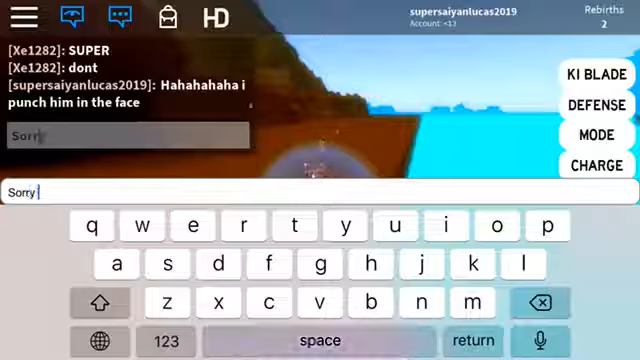 HD
supersaiyanlucas2019
Account: <13
Rebirths
2
[Xe1282]: SUPER
[Xe1282]: dont
[supersaiyanlucas2019]: Hahahahaha i
punch him in the face
Sorry
KI BLADE
DEFENSE
MODE
CHARGE
Sorry
q w e r t y u i o p
a s d f g h j k l
z x c v b n m
123 space return